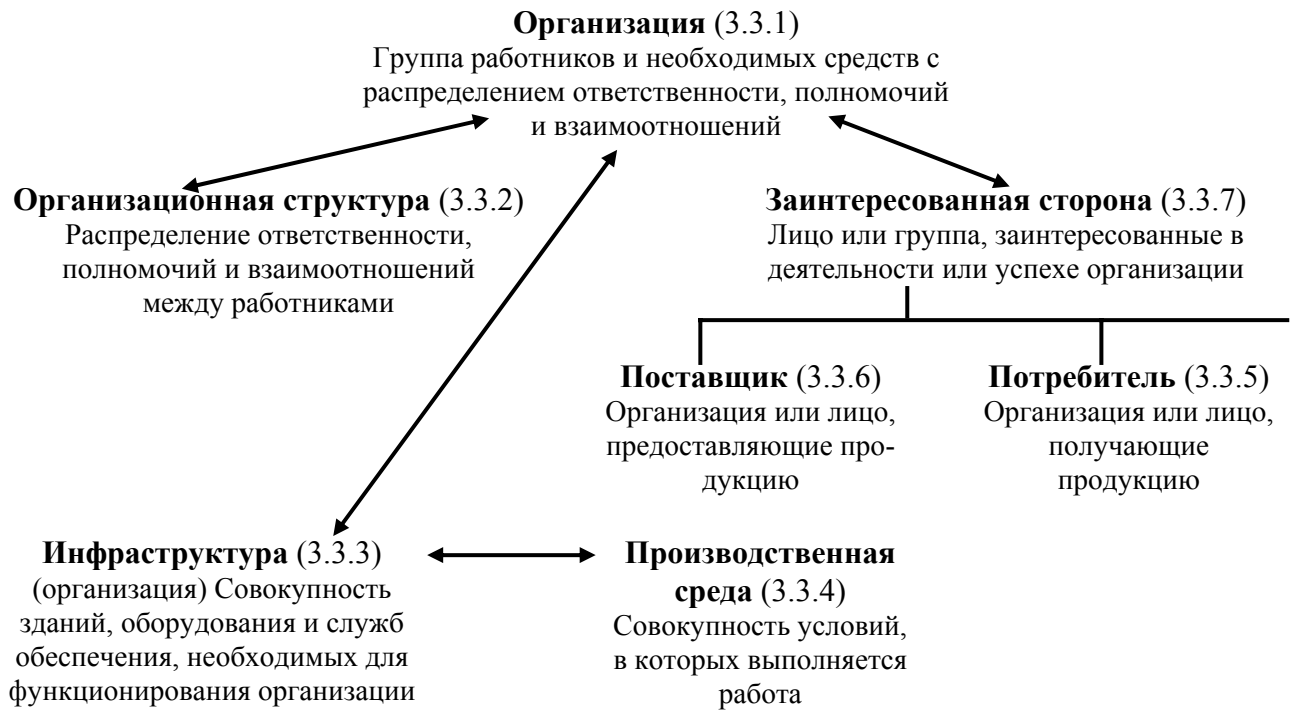 Организация (3.3.1)
Группа работников и необходимых средств с
распределением ответственности, полномочий
и взаимоотношений
Организационная структура (3.3.2)
Распределение ответственности,
полномочий и взаимоотношений
между работниками
Заинтересованная сторона (3.3.7)
Лицо или группа, заинтересованные в
деятельности или успехе организации
Поставщик (3.3.6)
Организация или лицо,
предоставляющие про-
дукцию
Потребитель (3.3.5)
Организация или лицо,
получающие
продукцию
Инфраструктура (3.3.3)
(организация) Совокупность
зданий, оборудования и служб
обеспечения, необходимых для
функционирования организации
Производственная
среда (3.3.4)
Совокупность условий,
в которых выполняется
работа